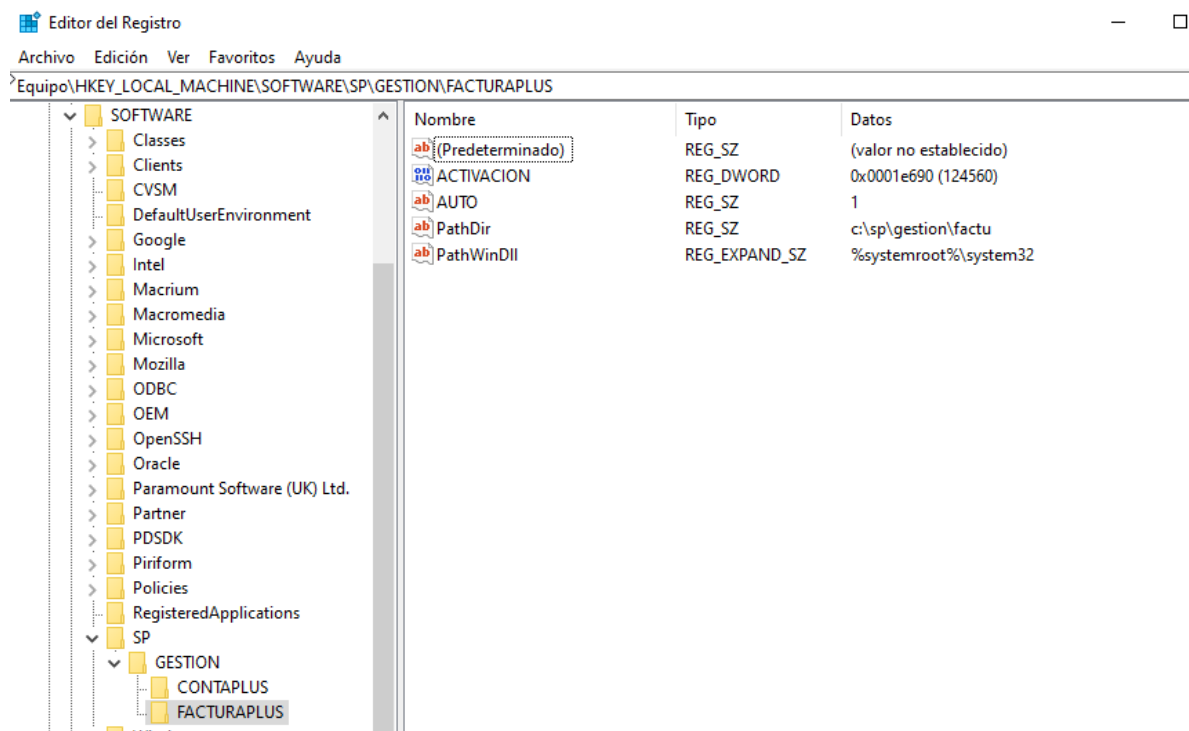 Editor del Registro
Archivo Edición Ver Favoritos Ayuda
Equipo\HKEY_LOCAL_MACHINE\SOFTWARE\SP\GESTION\FACTURAPLUS
SOFTWARE
Classes
Clients
CVSM
DefaultUserEnvironment
Google
Intel
Macrium
Macromedia
Microsoft
Mozilla
ODBC
OEM
OpenSSH
Oracle
Paramount Software (UK) Ltd.
Partner
PDSDK
Piriform
Policies
RegisteredApplications
SP
GESTION
CONTAPLUS
FACTURAPLUS
Nombre Tipo Datos
(Predeterminado) REG_SZ (valor no establecido)
ACTIVACION REG_DWORD 0x0001e690 (124560)
AUTO REG_SZ 1
PathDir REG_SZ c:\sp\gestion\factu
PathWinDll REG_EXPAND_SZ %systemroot%\system32